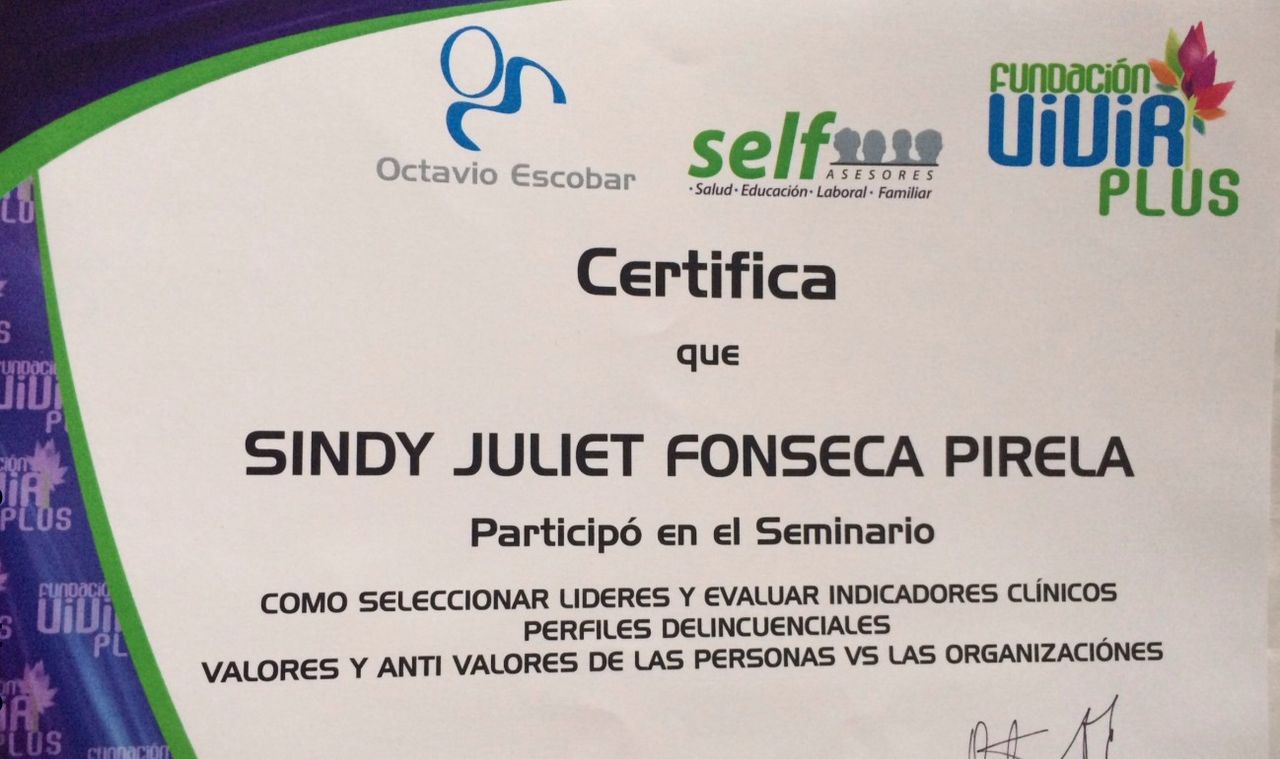 Octavio Escobar
self
ASESORES
· Salud · Educación · Laboral · Familiar
FUNDACIÓN
ViViR
PLUS
Certifica
que
SINDY JULIET FONSECA PIRELA
Participó en el Seminario
COMO SELECCIONAR LIDERES Y EVALUAR INDICADORES CLÍNICOS
PERFILES DELINCUENCIALES
VALORES Y ANTI VALORES DE LAS PERSONAS VS LAS ORGANIZACIÓNES